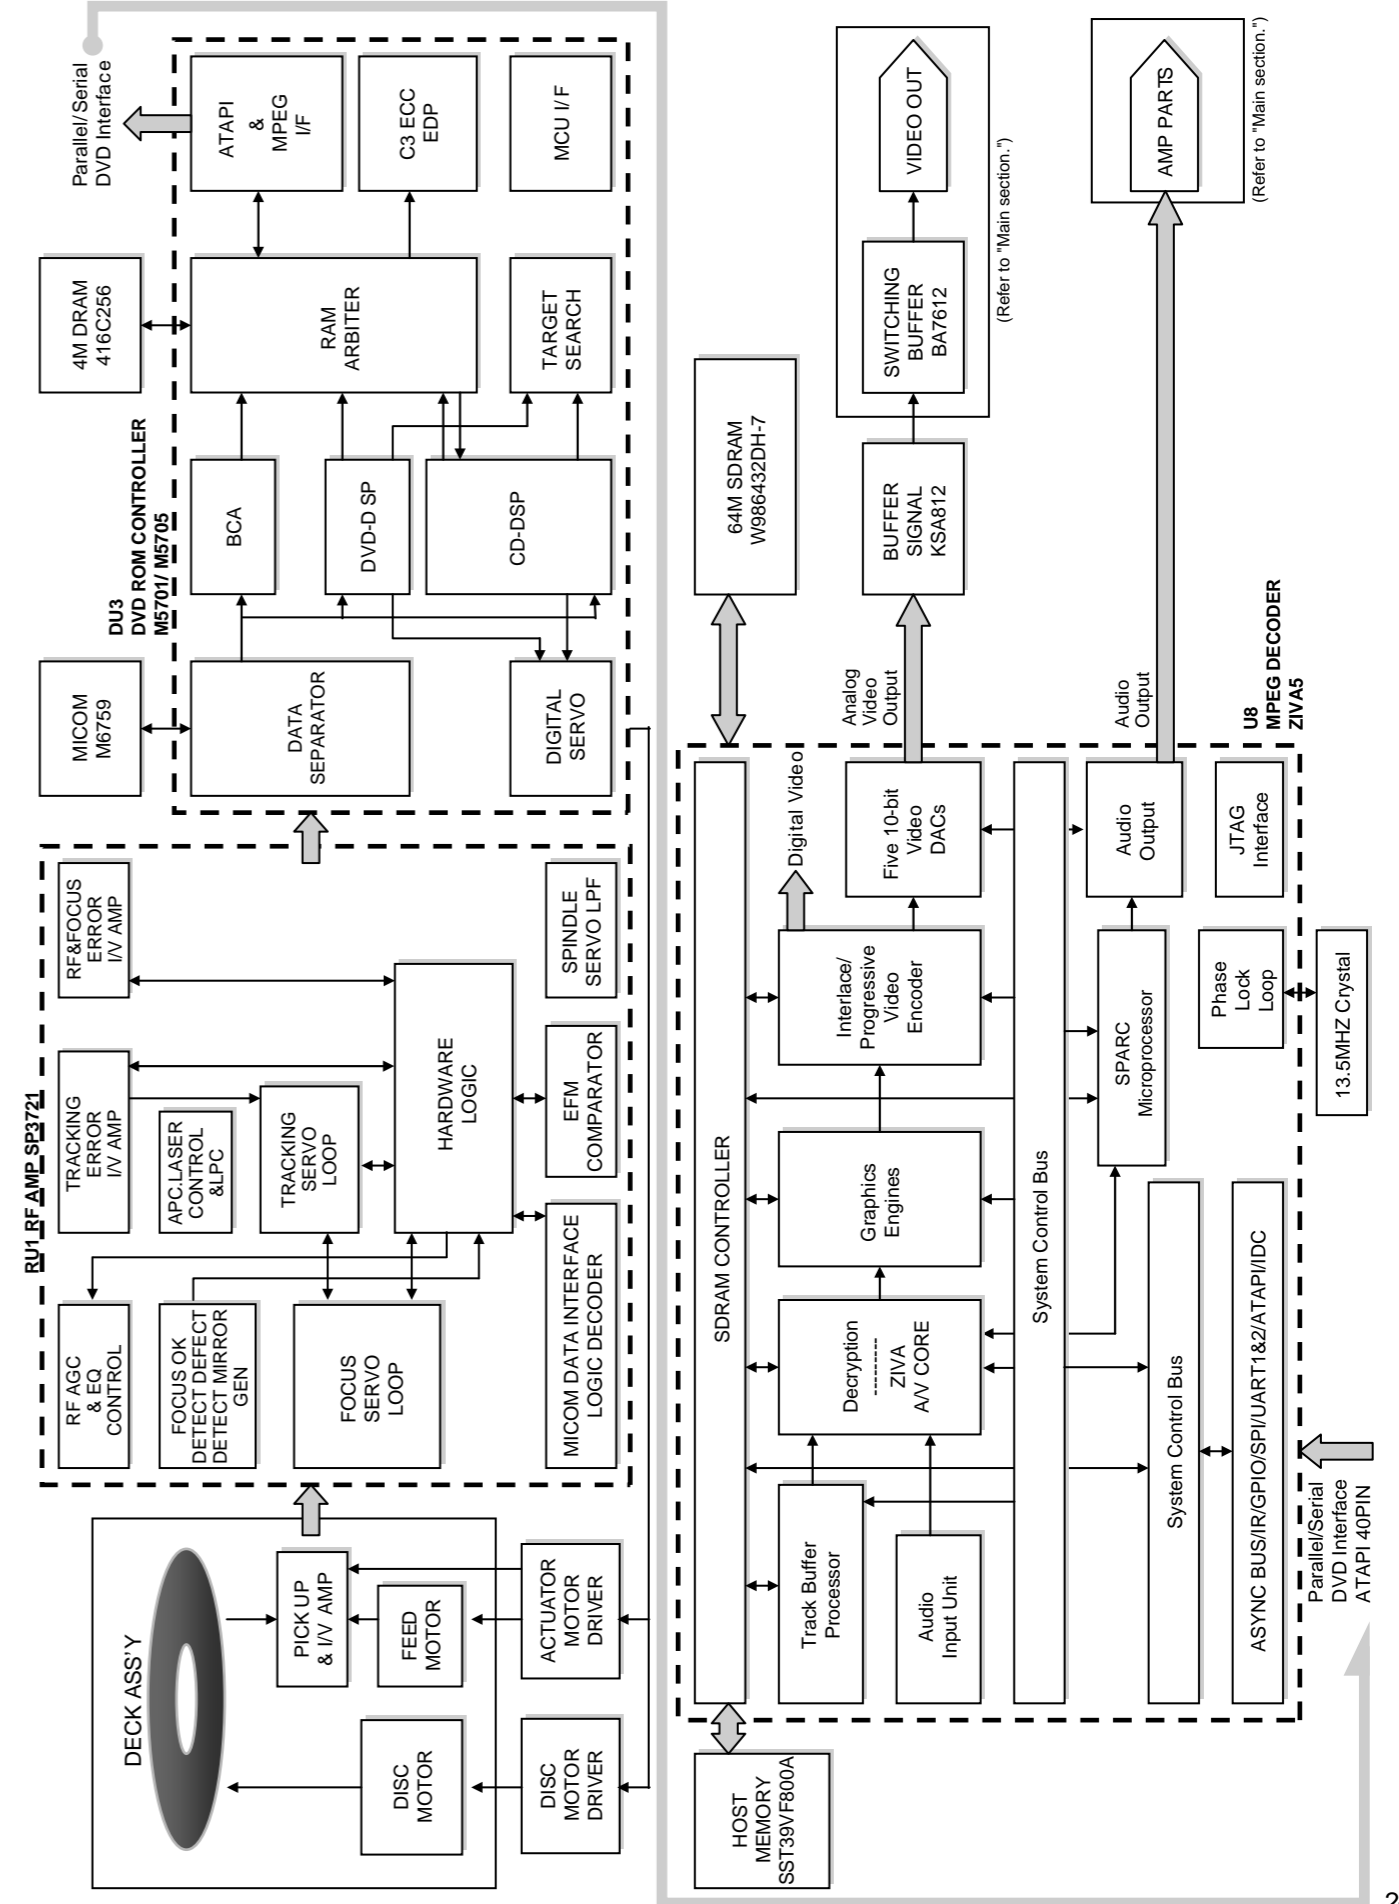 DECK ASS'Y
PICK UP
& I/V AMP
FEED
MOTOR
DISC
MOTOR
ACTUATOR
MOTOR
DRIVER
DISC
MOTOR
DRIVER
RU1 RF AMP SP3721
RF AGC
& EQ
CONTROL
TRACKING
ERROR
I/V AMP
RF&FOCUS
ERROR
I/V AMP
FOCUS OK
DETECT DEFECT
DETECT MIRROR
GEN
APC.LASER
CONTROL
&LPC
TRACKING
SERVO
LOOP
FOCUS
SERVO
LOOP
HARDWARE
LOGIC
MICOM DATA INTERFACE
LOGIC DECODER
EFM
COMPARATOR
SPINDLE
SERVO LPF
MICOM
M6759
DU3
DVD ROM CONTROLLER
M5701/ M5705
4M DRAM
416C256
Parallel/Serial
DVD Interface
DATA
SEPARATOR
BCA
DVD-D SP
CD-DSP
DIGITAL
SERVO
RAM
ARBITER
TARGET
SEARCH
ATAPI
&
MPEG
I/F
C3 ECC
EDP
MCU I/ F
HOST
MEMORY
SST39VF800A
SDRAM CONTROLLER
64M SDRAM
W986432DH-7
Track Buffer
Processor
Audio
Input Unit
Decryption
----------
ZIVA
A/V CORE
Graphics
Engines
Interlace/
Progressive
Video
Encoder
Digital Video
Five 10-bit
Video
DACs
Analog
Video
Output
BUFFER
SIGNAL
KSA812
SWITCHING
BUFFER
BA7612
VIDEO OUT
(Refer to "Main section.")
System Control Bus
System Control Bus
SPARC
Microprocessor
Audio
Output
Audio
Output
AMP PARTS
(Refer to "Main section.")
ASYNC BUS/IR/GPIO/SPI/UART1&2/ATAPI/IDC
Phase
Lock
Loop
JTAG
Interface
U8
MPEG DECODER
ZIVA5
Parallel/Serial
DVD Interface
ATAPI 40PIN
13.5MHZ Crystal
2